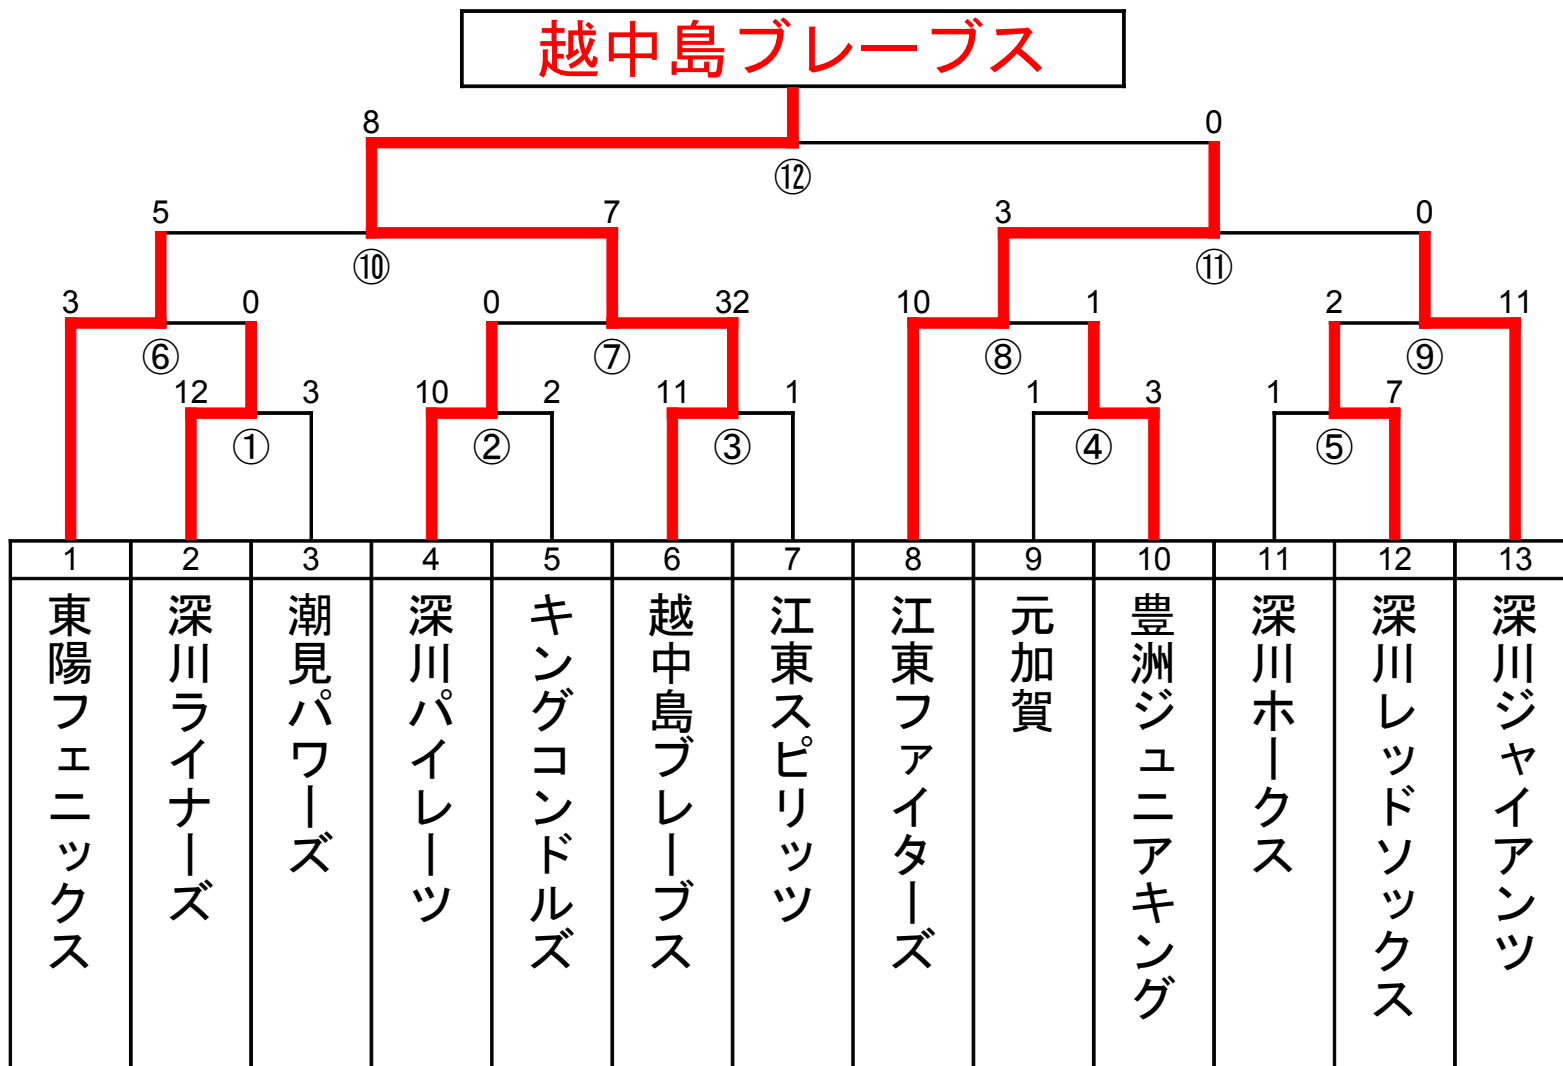 越中島ブレーブス
8 0
⑫
5 7 3 0
⑩ ⑪
3 0 0 32 10 1 2 11
⑥ ⑦ ⑧ ⑨
12 3 10 2 11 1 1 3 1 7
① ② ③ ④ ⑤
1 2 3 4 5 6 7 8 9 10 11 12 13
東陽フェニックス
深川ライナーズ
潮見パワーズ
深川パイレーツ
キングコンドルズ
越中島ブレーブス
江東スピリッツ
江東ファイターズ
元加賀
豊洲ジュニアキング
深川ホークス
深川レッドソックス
深川ジャイアンツ